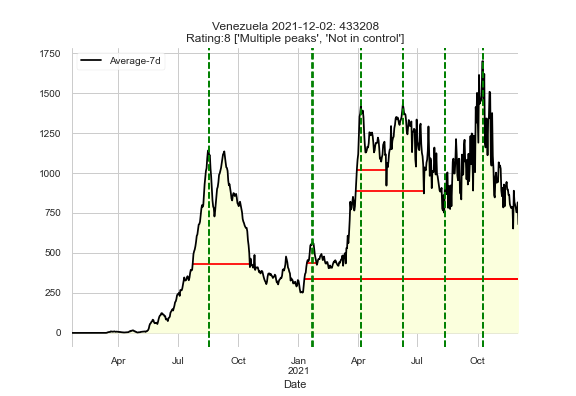 Venezuela 2021-12-02: 433208
Rating:8 ['Multiple peaks', 'Not in control']
Average-7d
1750
1500
1250
1000
750
500
250
0
Apr
Jul
Oct
Jan
2021
Apr
Jul
Oct
Date